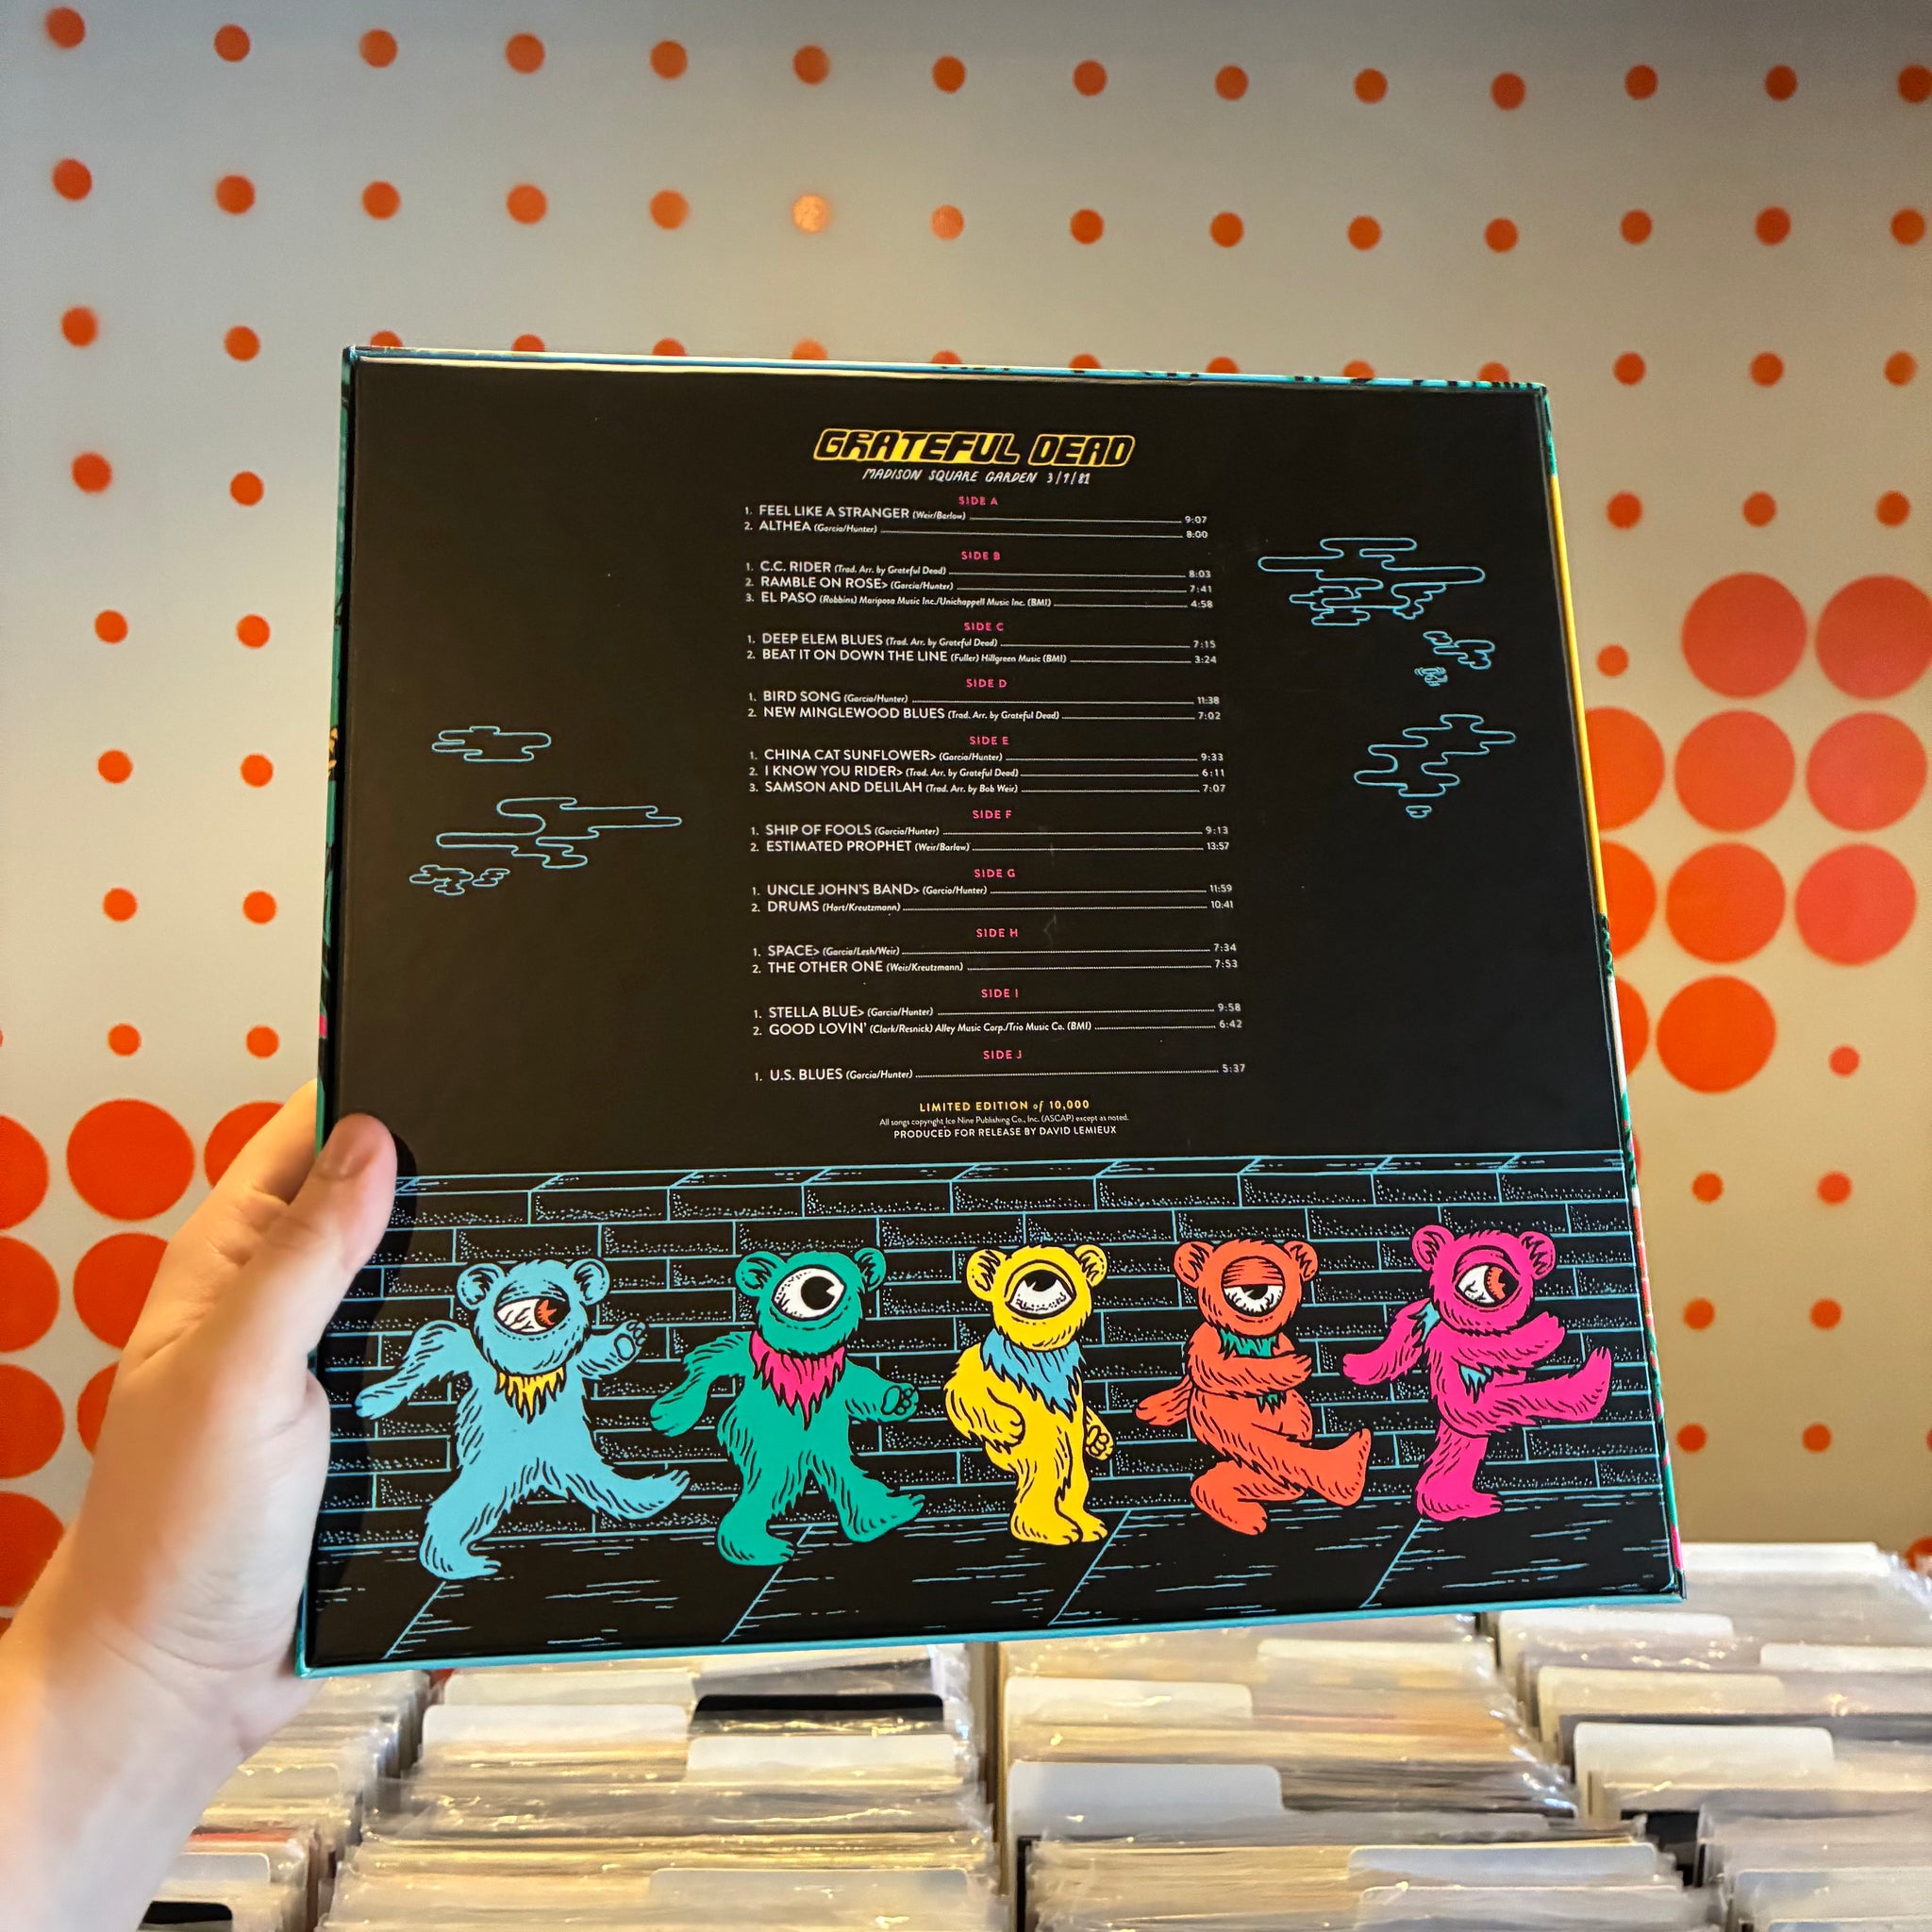 GRATEFUL DEAD
MADISON SQUARE GARDEN 3/9/81
SIDE A
1. FEEL LIKE A STRANGER (Weir/Barlow) 9:07
2. ALTHEA (Garcia/Hunter) 8:00
SIDE B
1. C.C. RIDER (Trad. Arr. by Grateful Dead) 8:03
2. RAMBLE ON ROSE> (Garcia/Hunter) 7:41
3. EL PASO (Robbins) Mariposa Music Inc./Unichappell Music Inc. (BMI) 4:58
SIDE C
1. DEEP ELEM BLUES (Trad. Arr. by Grateful Dead) 7:15
2. BEAT IT ON DOWN THE LINE (Fuller) Hillgreen Music (BMI) 3:24
SIDE D
1. BIRD SONG (Garcia/Hunter) 11:38
2. NEW MINGLEWOOD BLUES (Trad. Arr. by Grateful Dead) 7:02
SIDE E
1. CHINA CAT SUNFLOWER> (Garcia/Hunter) 9:33
2. I KNOW YOU RIDER> (Trad. Arr. by Grateful Dead) 6:11
3. SAMSON AND DELILAH (Trad. Arr. by Bob Weir) 7:07
SIDE F
1. SHIP OF FOOLS (Garcia/Hunter) 9:13
2. ESTIMATED PROPHET (Weir/Barlow) 13:57
SIDE G
1. UNCLE JOHN'S BAND> (Garcia/Hunter) 11:59
2. DRUMS (Hart/Kreutzmann) 10:41
SIDE H
1. SPACE> (Garcia/Lesh/Weir) 7:34
2. THE OTHER ONE (Weir/Kreutzmann) 7:53
SIDE I
1. STELLA BLUE> (Garcia/Hunter) 9:58
2. GOOD LOVIN' (Clark/Resnick) Alley Music Corp./Trio Music Co. (BMI) 6:42
SIDE J
1. U.S. BLUES (Garcia/Hunter) 5:37
LIMITED EDITION of 10,000
All songs copyright Ice Nine Publishing Co., Inc. (ASCAP) except as noted.
PRODUCED FOR RELEASE BY DAVID LEMIEUX